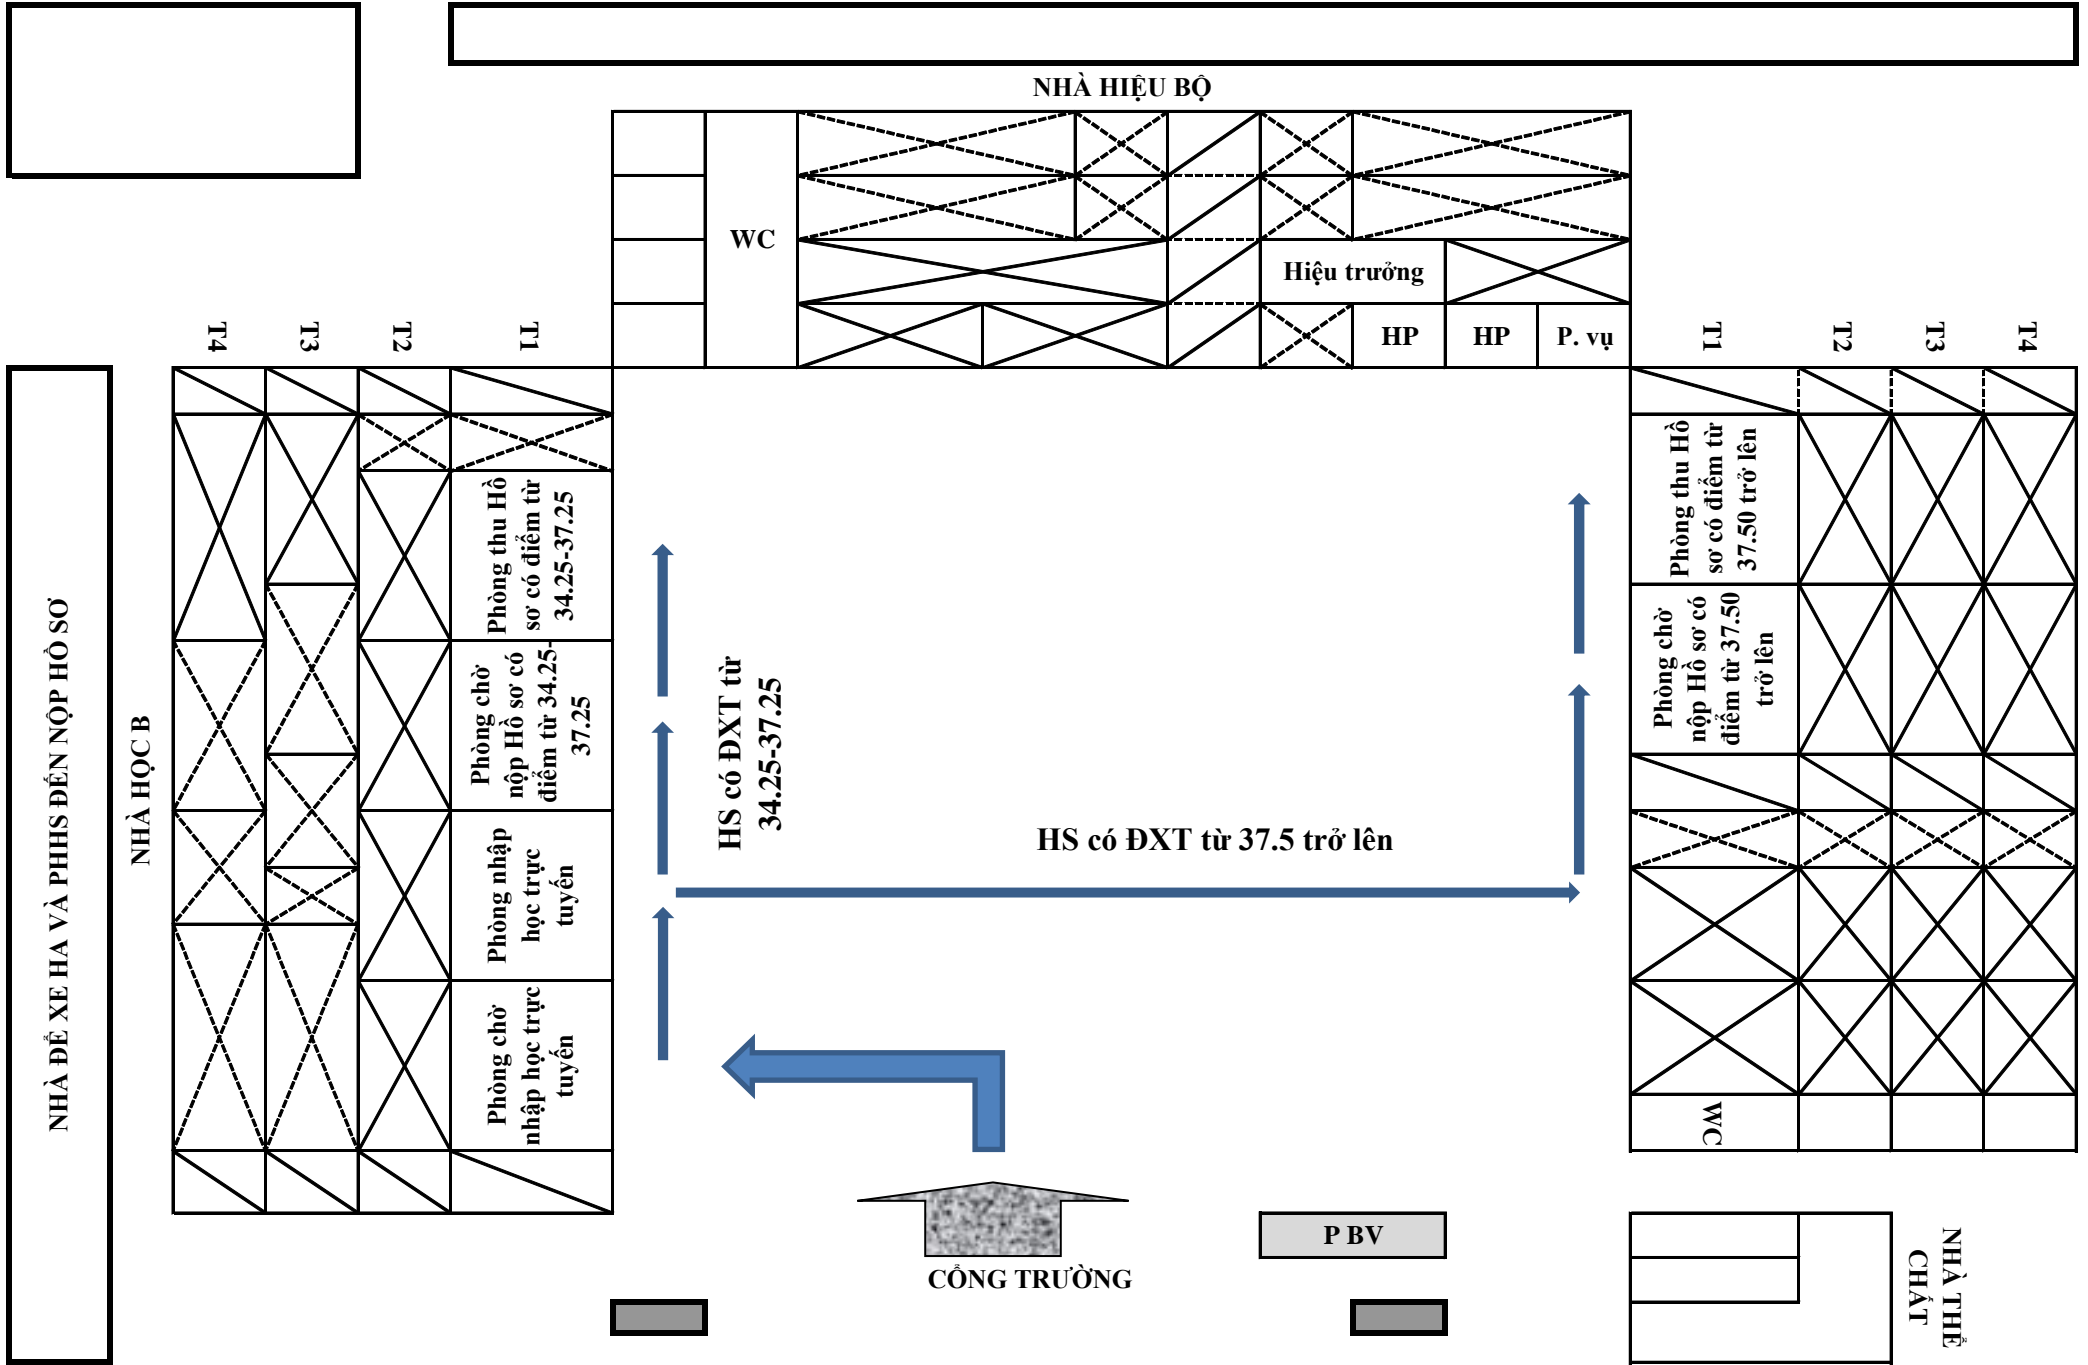 NHÀ HIỆU BỘ
WC
Hiệu trưởng
HP
HP
P. vụ
T4
T3
T2
T1
T1
T2
T3
T4
NHÀ ĐỂ XE HA VÀ PHHS ĐẾN NỘP HỒ SƠ
NHÀ HỌC B
Phòng thu Hồ
sơ có điểm từ
34.25-37.25
Phòng chờ
nộp Hồ sơ có
điểm từ 34.25-
37.25
Phòng nhập
học trực
tuyến
Phòng chờ
nhập học trực
tuyến
HS có ĐXT từ
34.25-37.25
HS có ĐXT từ 37.5 trở lên
Phòng thu Hồ
sơ có điểm từ
37.50 trở lên
Phòng chờ
nộp Hồ sơ có
điểm từ 37.50
trở lên
WC
P BV
CỔNG TRƯỜNG
NHÀ THỂ
CHẤT